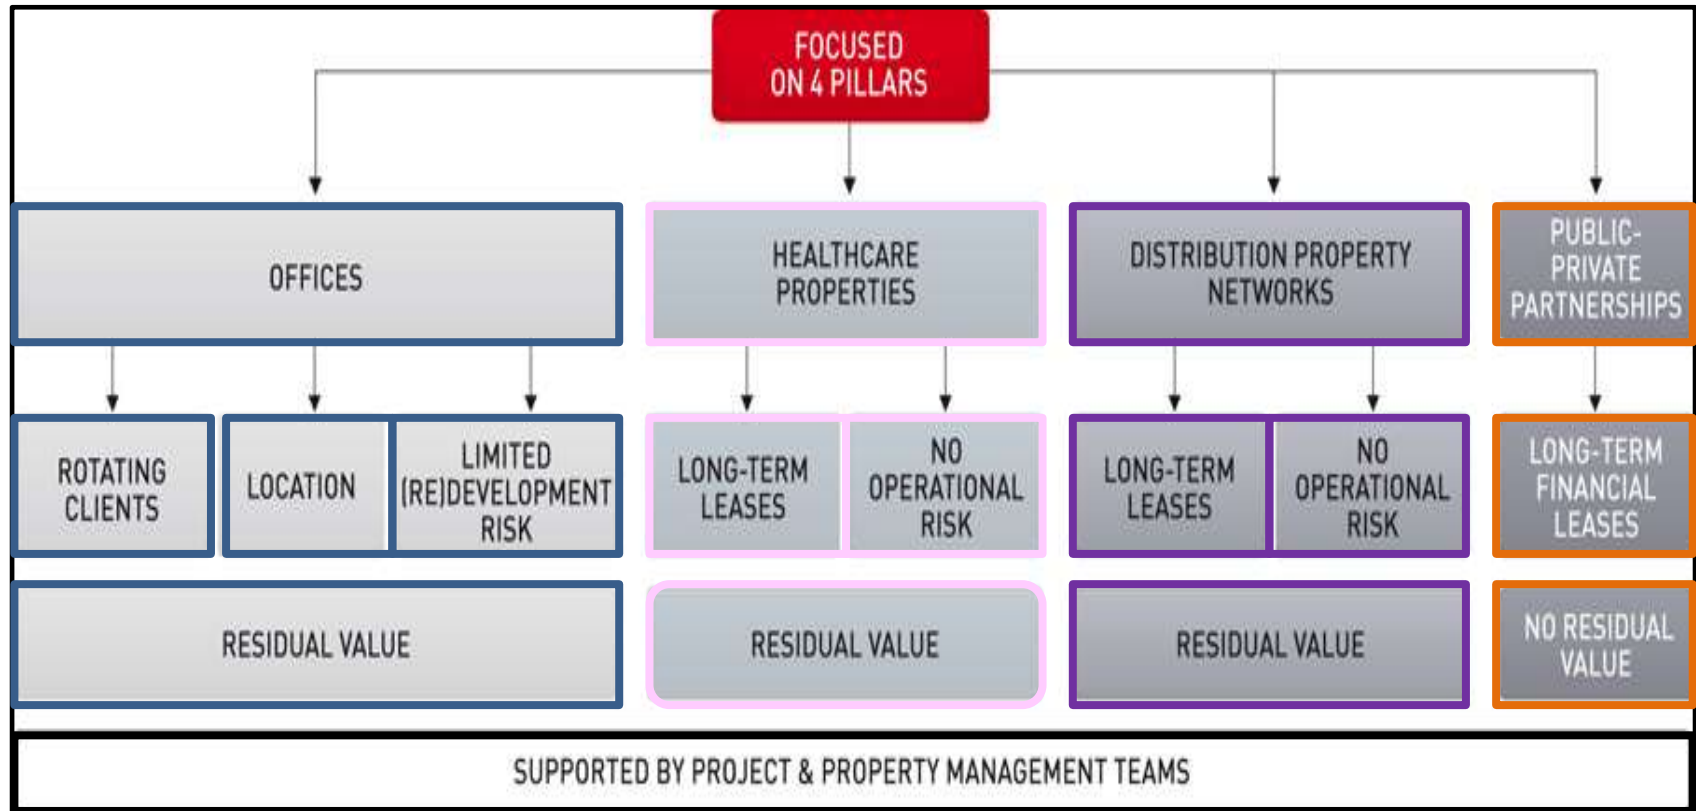 FOCUSED
ON 4 PILLARS
OFFICES
HEALTHCARE
PROPERTIES
DISTRIBUTION PROPERTY
NETWORKS
PUBLIC-
PRIVATE
PARTNERSHIPS
ROTATING
CLIENTS
LOCATION
LIMITED
(RE)DEVELOPMENT
RISK
LONG-TERM
LEASES
NO
OPERATIONAL
RISK
LONG-TERM
LEASES
NO
OPERATIONAL
RISK
LONG-TERM
FINANCIAL
LEASES
RESIDUAL VALUE
RESIDUAL VALUE
RESIDUAL VALUE
NO RESIDUAL
VALUE
SUPPORTED BY PROJECT & PROPERTY MANAGEMENT TEAMS